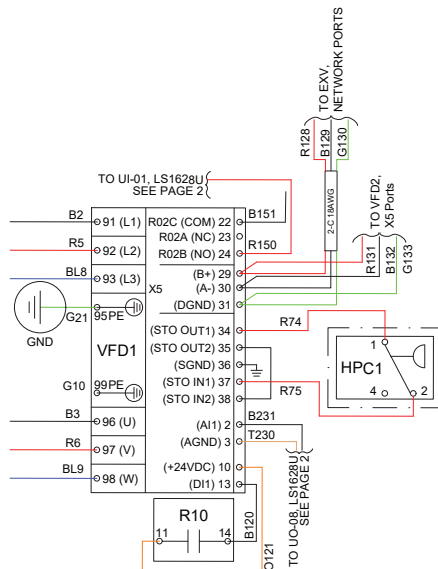 TO EXV,
NETWORK PORTS
R128
B129
G130
TO UI-01, LS1628U
SEE PAGE 2
2-C 18AWG
TO VFD2,
X5 Ports
R131
B132
G133
B2
91 (L1)
R02C (COM) 22
B151
R02A (NC) 23
R5
92 (L2)
R02B (NO) 24
R150
(B+) 29
BL8
93 (L3)
X5
(A-) 30
(DGND) 31
G21
95PE
GND
(STO OUT1) 34
R74
VFD1
(STO OUT2) 35
1
HPC1
(SGND) 36
G10
99PE
(STO IN1) 37
R75
4
2
(STO IN2) 38
B3
96 (U)
(AI1) 2
B231
R6
97 (V)
(AGND) 3
T230
(+24VDC) 10
BL9
98 (W)
(DI1) 13
TO UO-08, LS1628U
SEE PAGE 2
R10
11
14
B120
O121